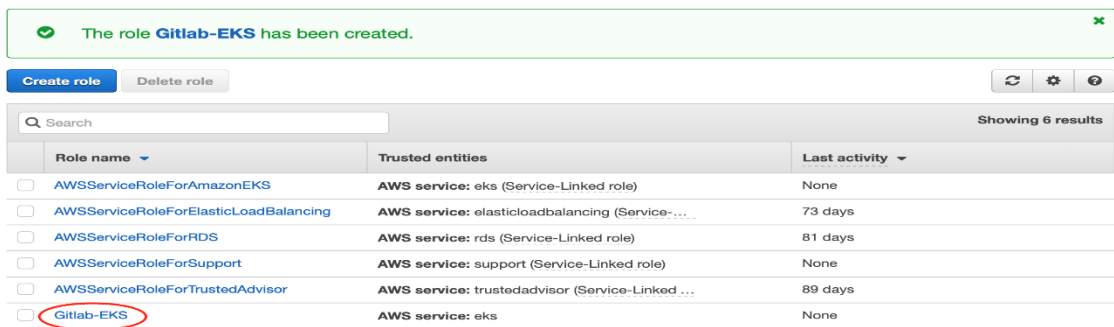 The role Gitlab-EKS has been created.
Create role Delete role
Search Showing 6 results
Role name Trusted entities Last activity
AWSServiceRoleForAmazonEKS AWS service: eks (Service-Linked role) None
AWSServiceRoleForElasticLoadBalancing AWS service: elasticloadbalancing (Service-... 73 days
AWSServiceRoleForRDS AWS service: rds (Service-Linked role) 81 days
AWSServiceRoleForSupport AWS service: support (Service-Linked role) None
AWSServiceRoleForTrustedAdvisor AWS service: trustedadvisor (Service-Linked ... 89 days
Gitlab-EKS AWS service: eks None